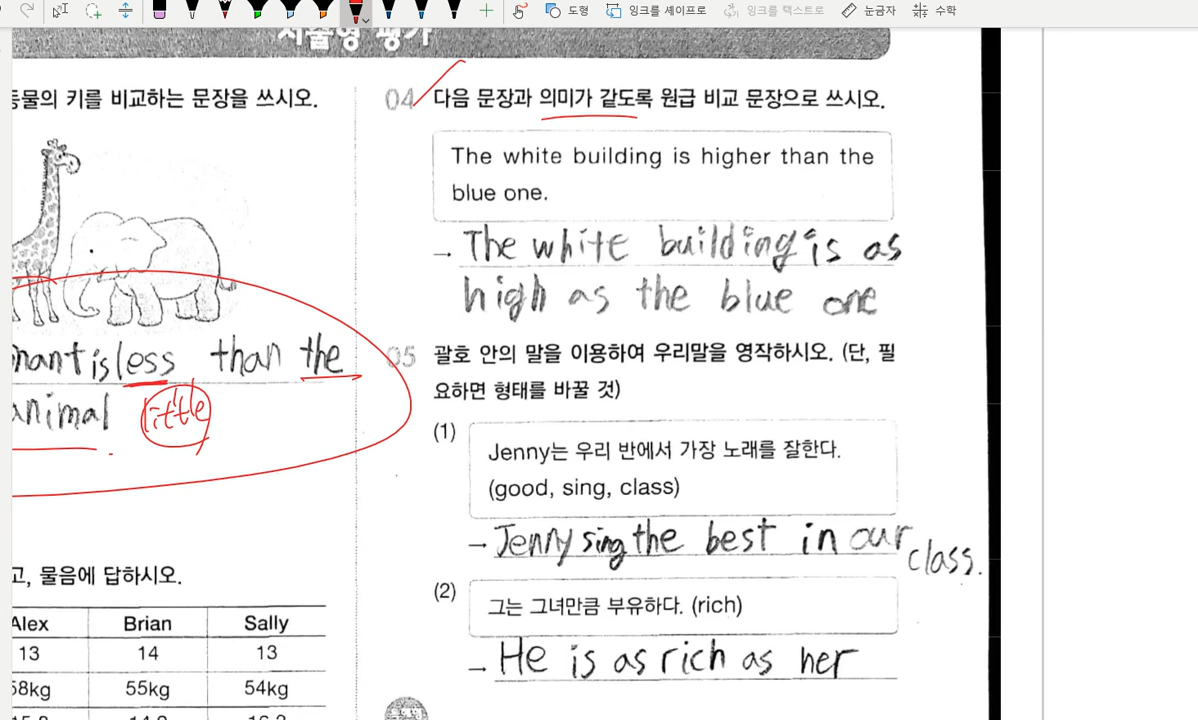 도형
잉크를 셰이프로
잉크를 텍스트로
눈금자
수학
서술형 평가
동물의 키를 비교하는 문장을 쓰시오.
is less than the
animal little
고, 물음에 답하시오.
Alex Brian Sally
13 14 13
58kg 55kg 54kg
04 다음 문장과 의미가 같도록 원급 비교 문장으로 쓰시오.
The white building is higher than the
blue one.
→ The white building is as
high as the blue one
05 괄호 안의 말을 이용하여 우리말을 영작하시오. (단, 필
요하면 형태를 바꿀 것)
(1) Jenny는 우리 반에서 가장 노래를 잘한다.
(good, sing, class)
→ Jenny sing the best in our
class.
(2) 그는 그녀만큼 부유하다. (rich)
→ He is as rich as her